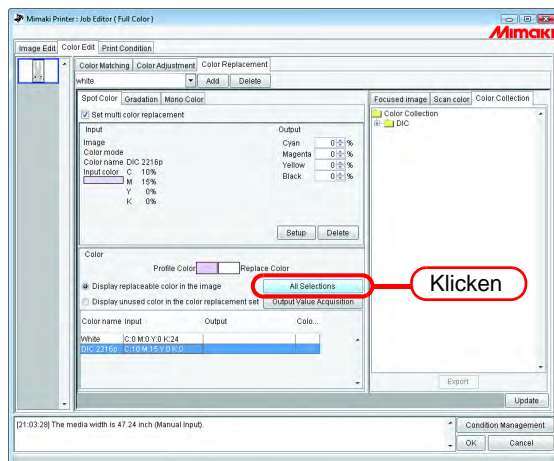 Mimaki Printer : Job Editor ( Full Color )
Mimaki
Image Edit Color Edit Print Condition
Color Matching Color Adjustment Color Replacement
white Add Delete
Spot Color Gradation Mono Color
Focused image Scan color Color Collection
Set multi color replacement
Color Collection
DIC
Input Output
Image Cyan 0 %
Color mode Magenta 0 %
Color name DIC 2216p Yellow 0 %
Input color C 10% Black 0 %
M 15%
Y 0%
K 0%
Setup Delete
Color
Profile Color Replace Color
Display replaceable color in the image All Selections
Klicken
Display unused color in the color replacement set Output Value Acquisition
Color name Input Output Colo...
White C:0 M:0 Y:0 K:24
DIC 2216p C:10 M:15 Y:0 K:0
Export
Update
[21:03:28] The media width is 47.24 inch (Manual Input).
Condition Management
OK Cancel